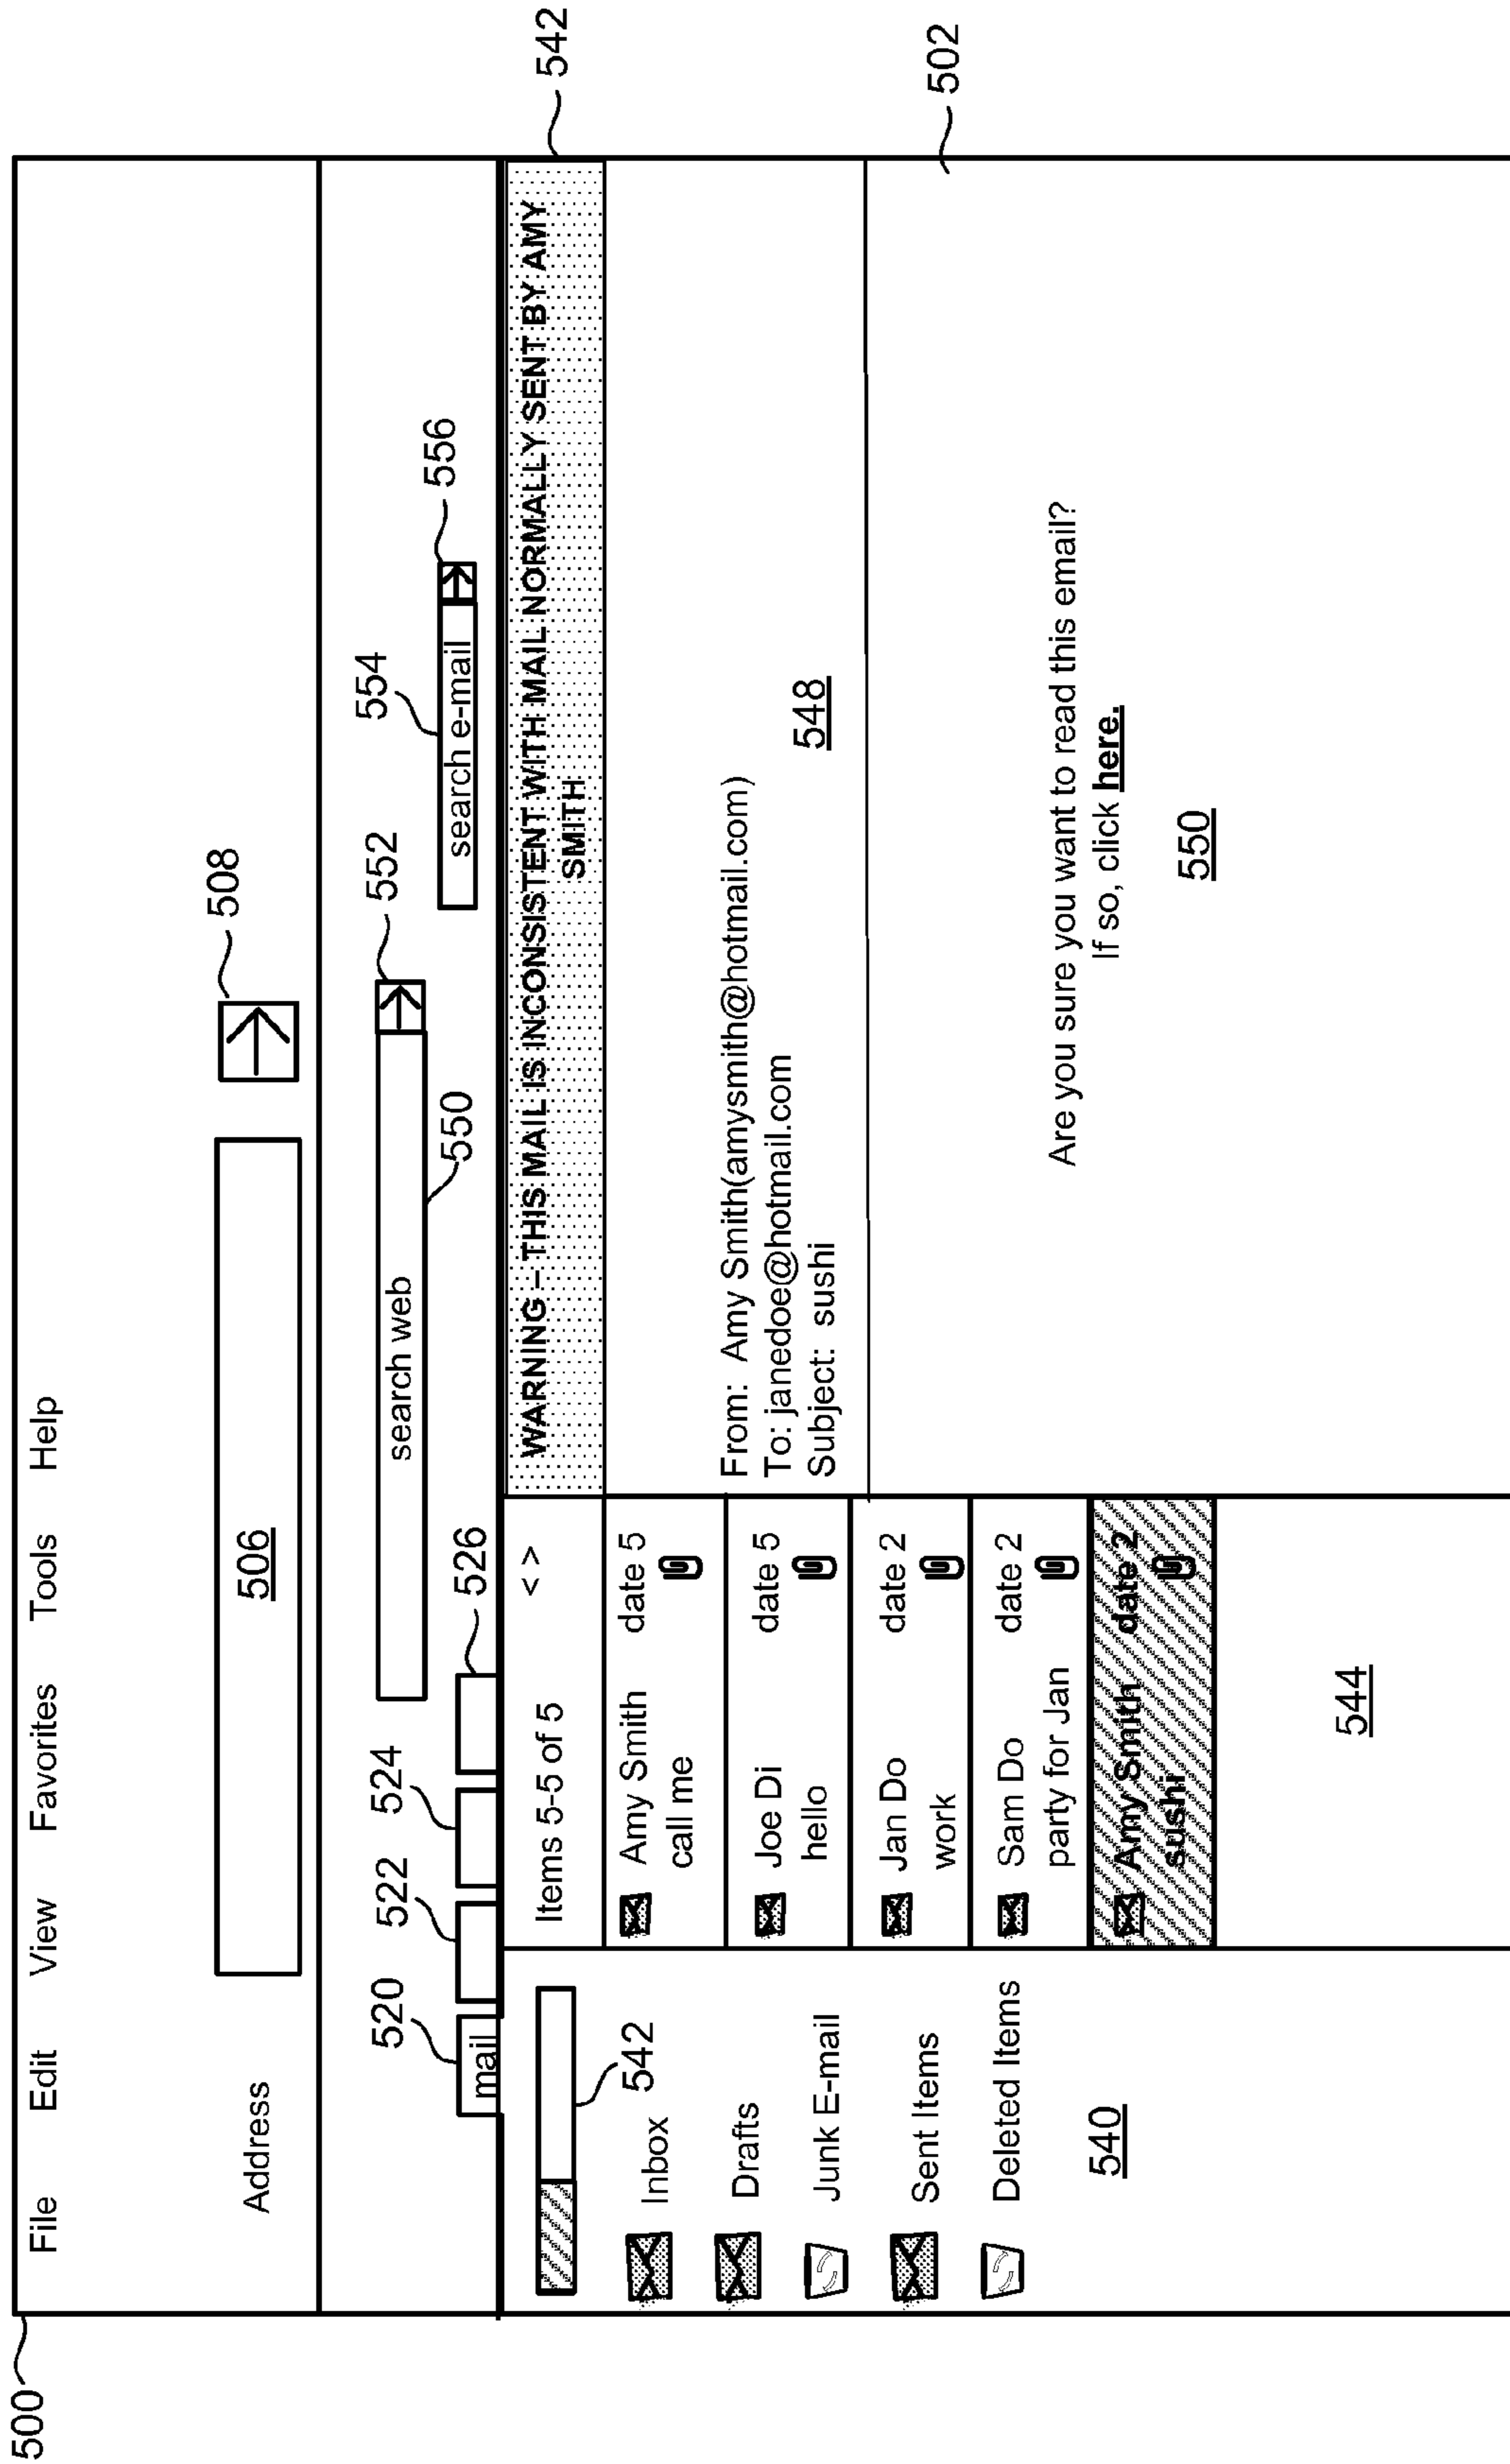 500
File Edit View Favorites Tools Help
Address 506 508
search web 550 552
554
search e-mail 556
520 522 524 526
mail
542
542
Inbox
Drafts
Junk E-mail
Sent Items
Deleted Items
540
Items 5-5 of 5 < >
Amy Smith date 5
call me
Joe Di date 5
hello
Jan Do date 2
work
Sam Do date 2
party for Jan
Amy Smith date 2
sushi
544
WARNING – THIS MAIL IS INCONSISTENT WITH MAIL NORMALLY SENT BY AMY
SMITH
From: Amy Smith(amysmith@hotmail.com)
To: janedoe@hotmail.com
Subject: sushi
548
502
Are you sure you want to read this email?
If so, click here.
550